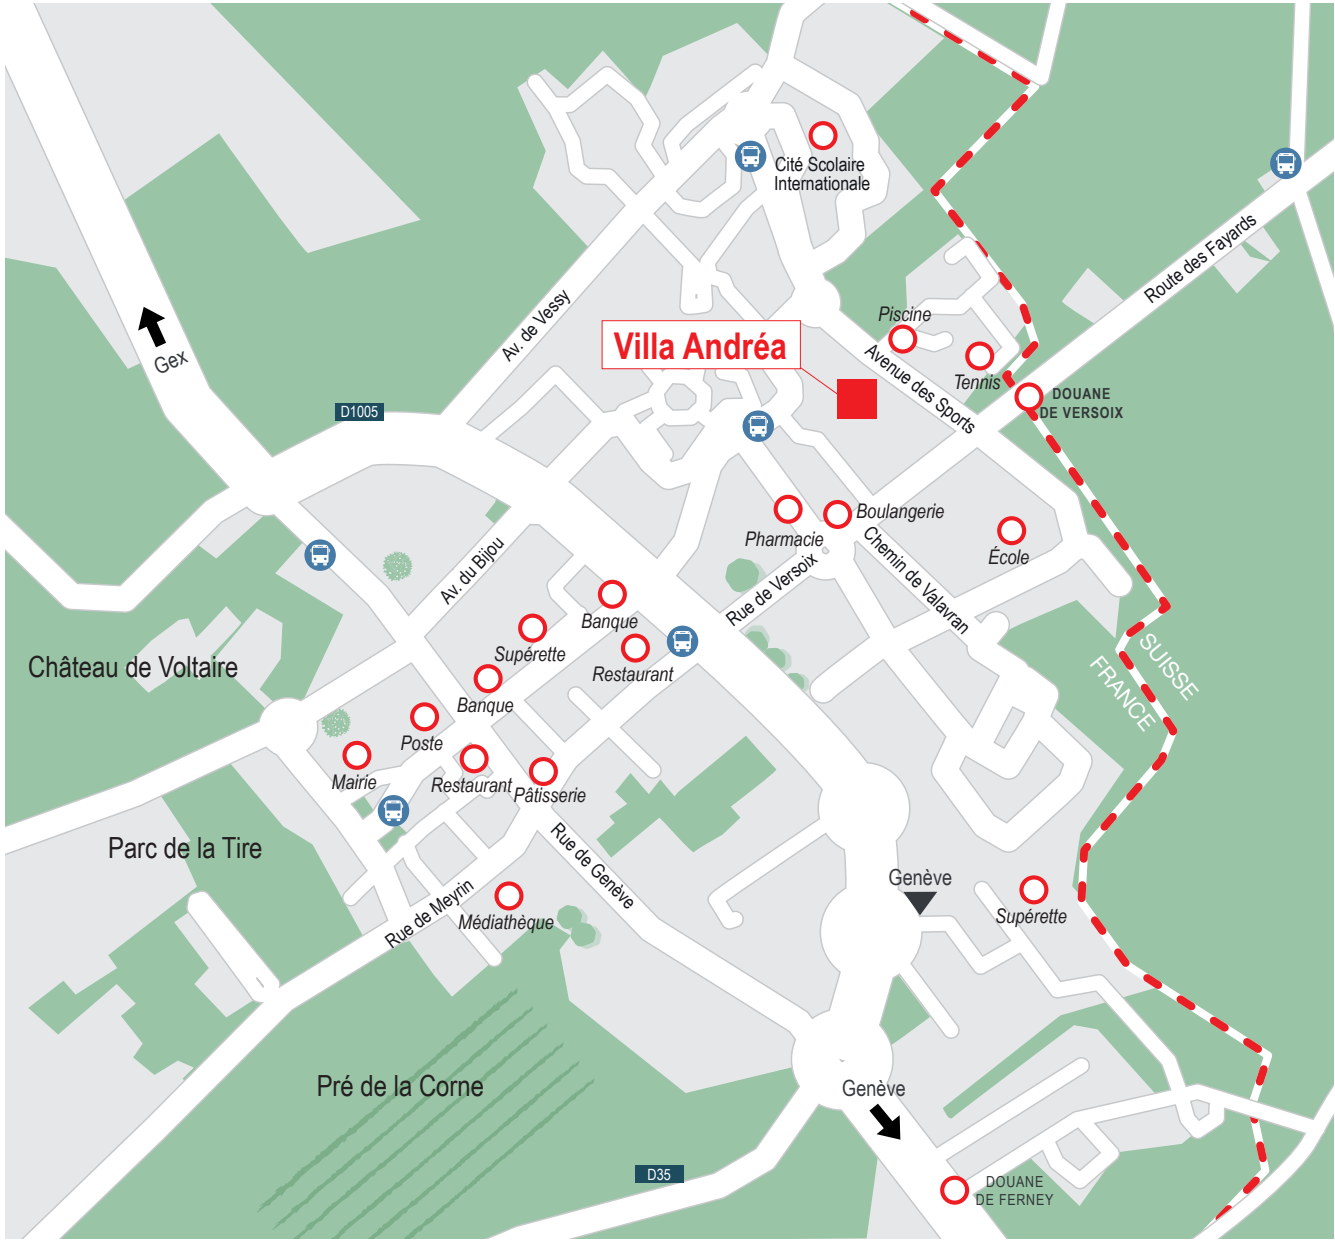 Cité Scolaire
Internationale
Route des Fayards
Av. de Vessy
Piscine
Gex
Villa Andréa
Avenue des Sports
Tennis
DOUANE
DE VERSOIX
D1005
Pharmacie
Boulangerie
École
Chemin de Valavran
Av. du Bijou
Rue de Versoix
Banque
Supérette
Restaurant
Château de Voltaire
SUISSE
FRANCE
Banque
Poste
Mairie
Restaurant
Pâtisserie
Parc de la Tire
Rue de Genève
Rue de Meyrin
Médiathèque
Genève
Supérette
Pré de la Corne
Genève
D35
DOUANE
DE FERNEY